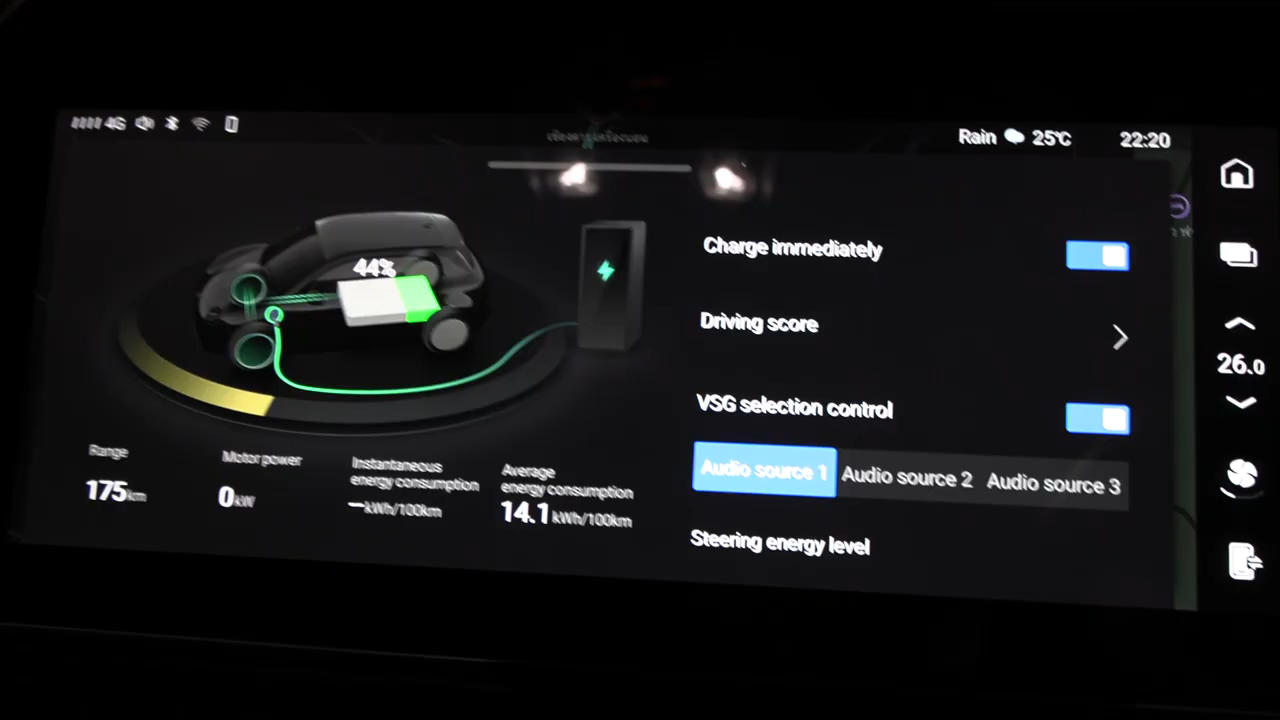 4G
Rain 25℃ 22:20
44%
Charge immediately
Driving score
26.0
VSG selection control
Audio source 1 Audio source 2 Audio source 3
Steering energy level
Range
175km
Motor power
0kW
Instantaneous
energy consumption
--kWh/100km
Average
energy consumption
14.1kWh/100km